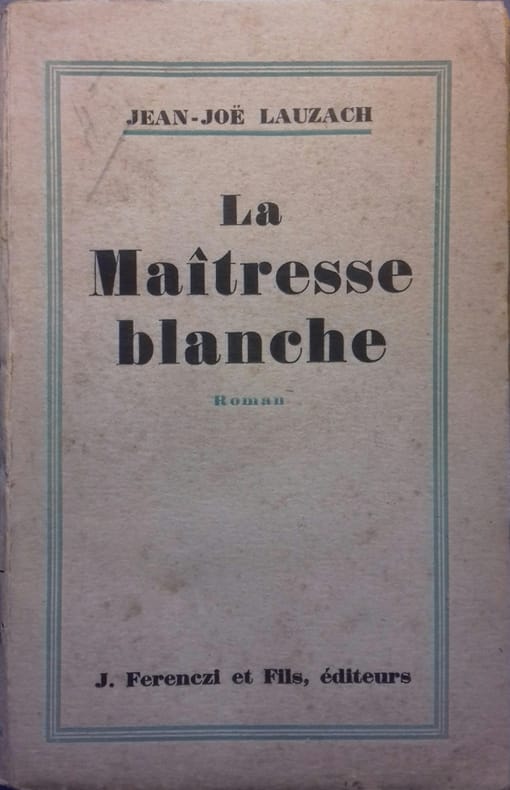 JEAN-JOË LAUZACH
La
Maîtresse
blanche
Roman
J. Ferenczi et Fils, éditeurs